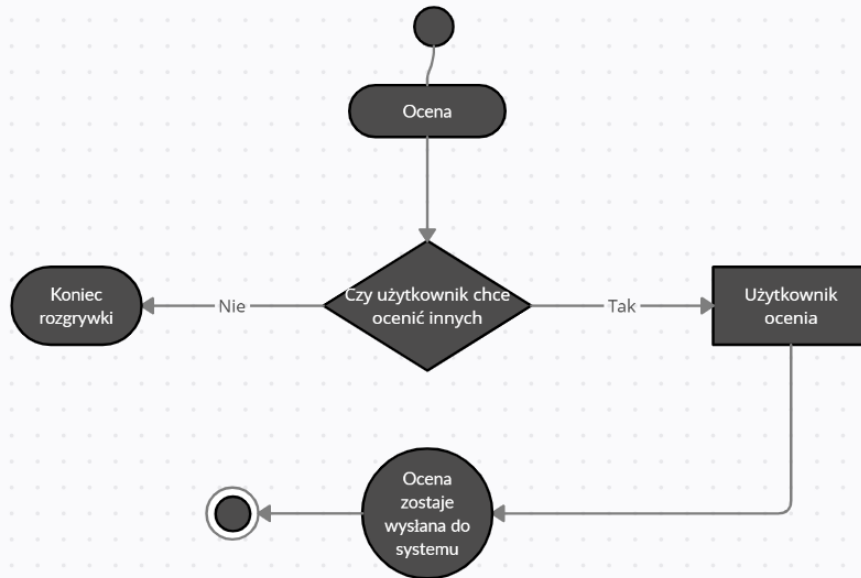 Ocena
Czy użytkownik chce
ocenić innych
Nie
Koniec
rozgrywki
Tak
Użytkownik
ocenia
Ocena
zostaje
wysłana do
systemu